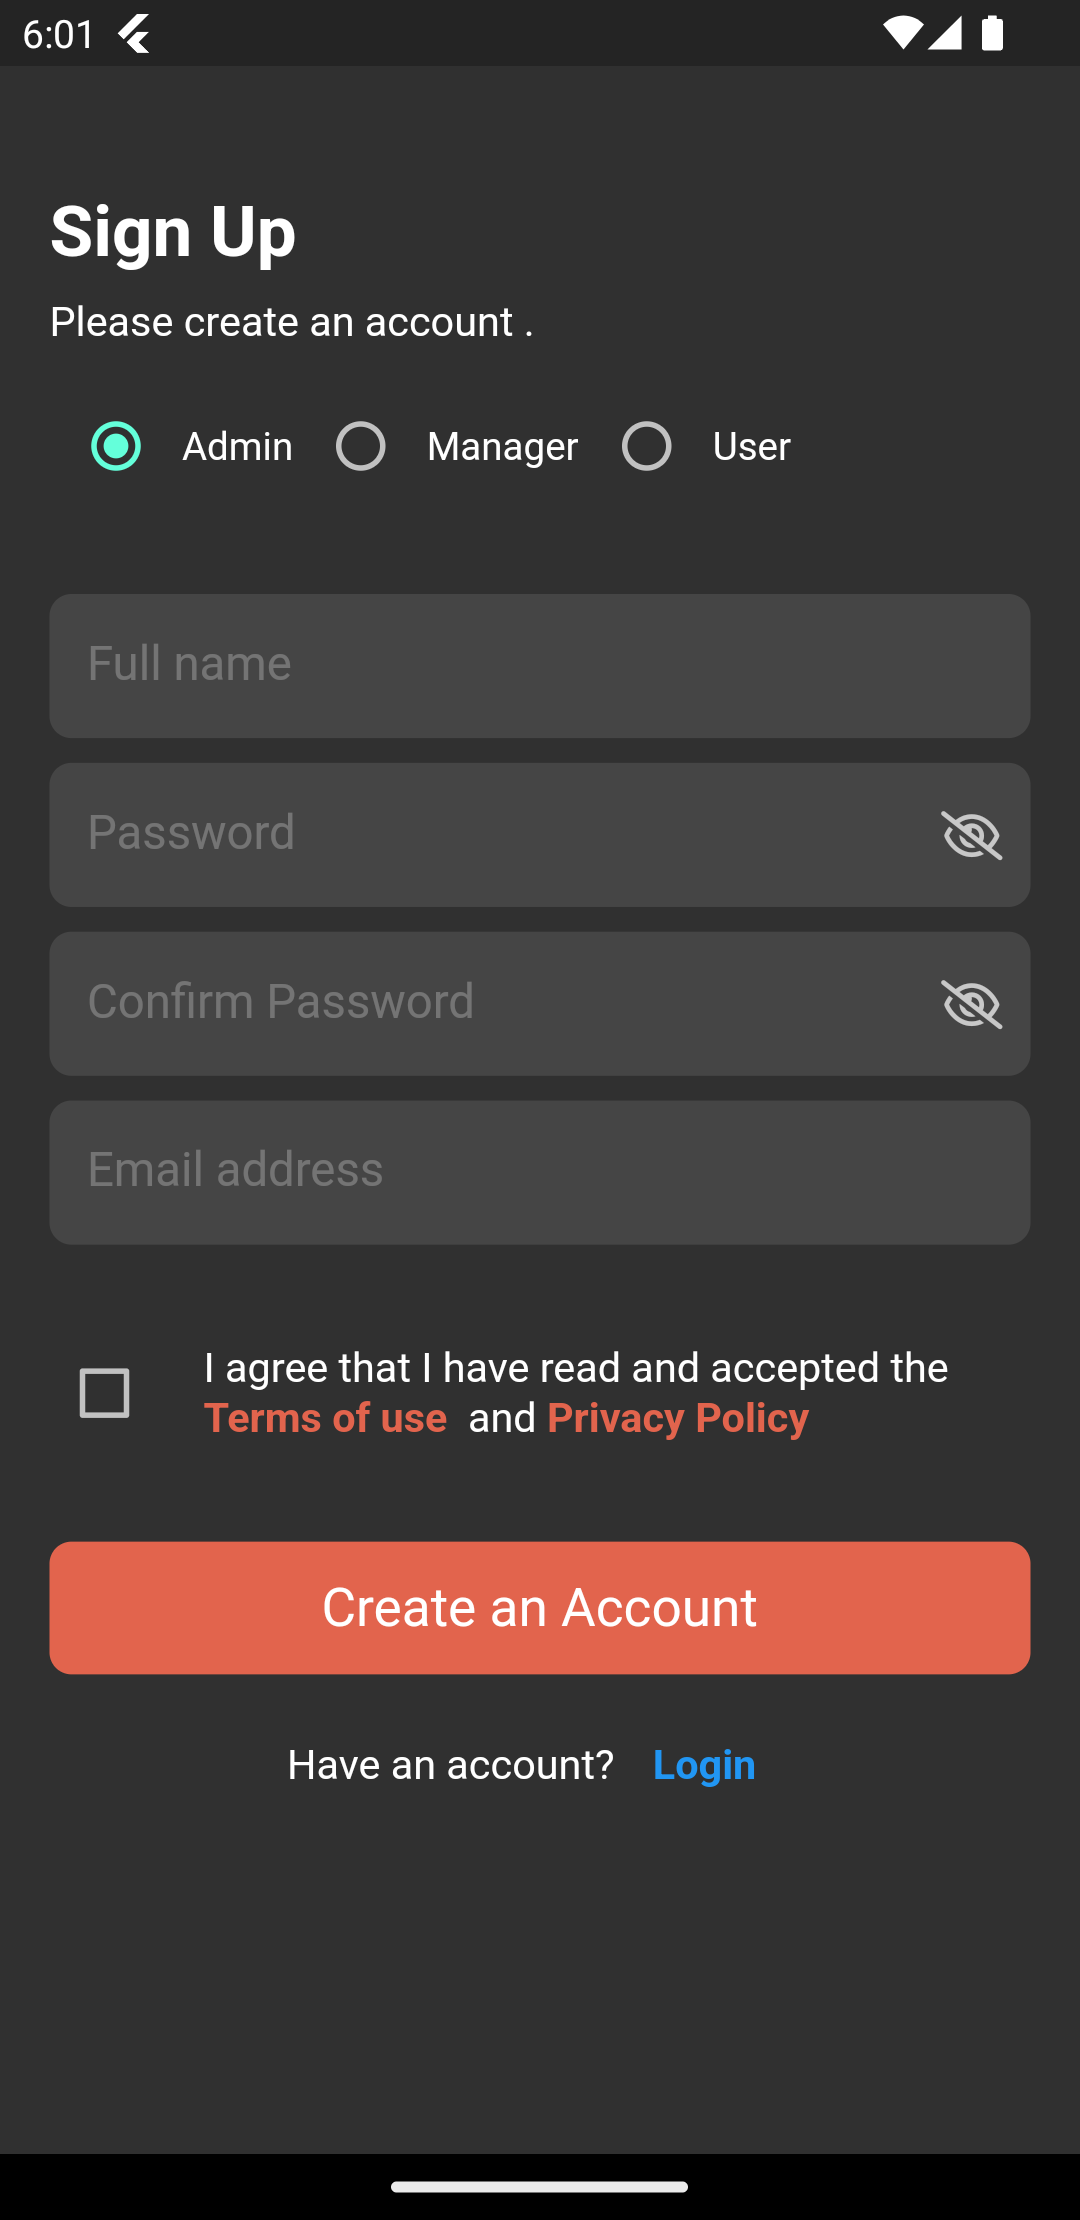 6:01
Sign Up
Please create an account .
Admin Manager User
Full name
Password
Confirm Password
Email address
I agree that I have read and accepted the
Terms of use  and Privacy Policy
Create an Account
Have an account? Login